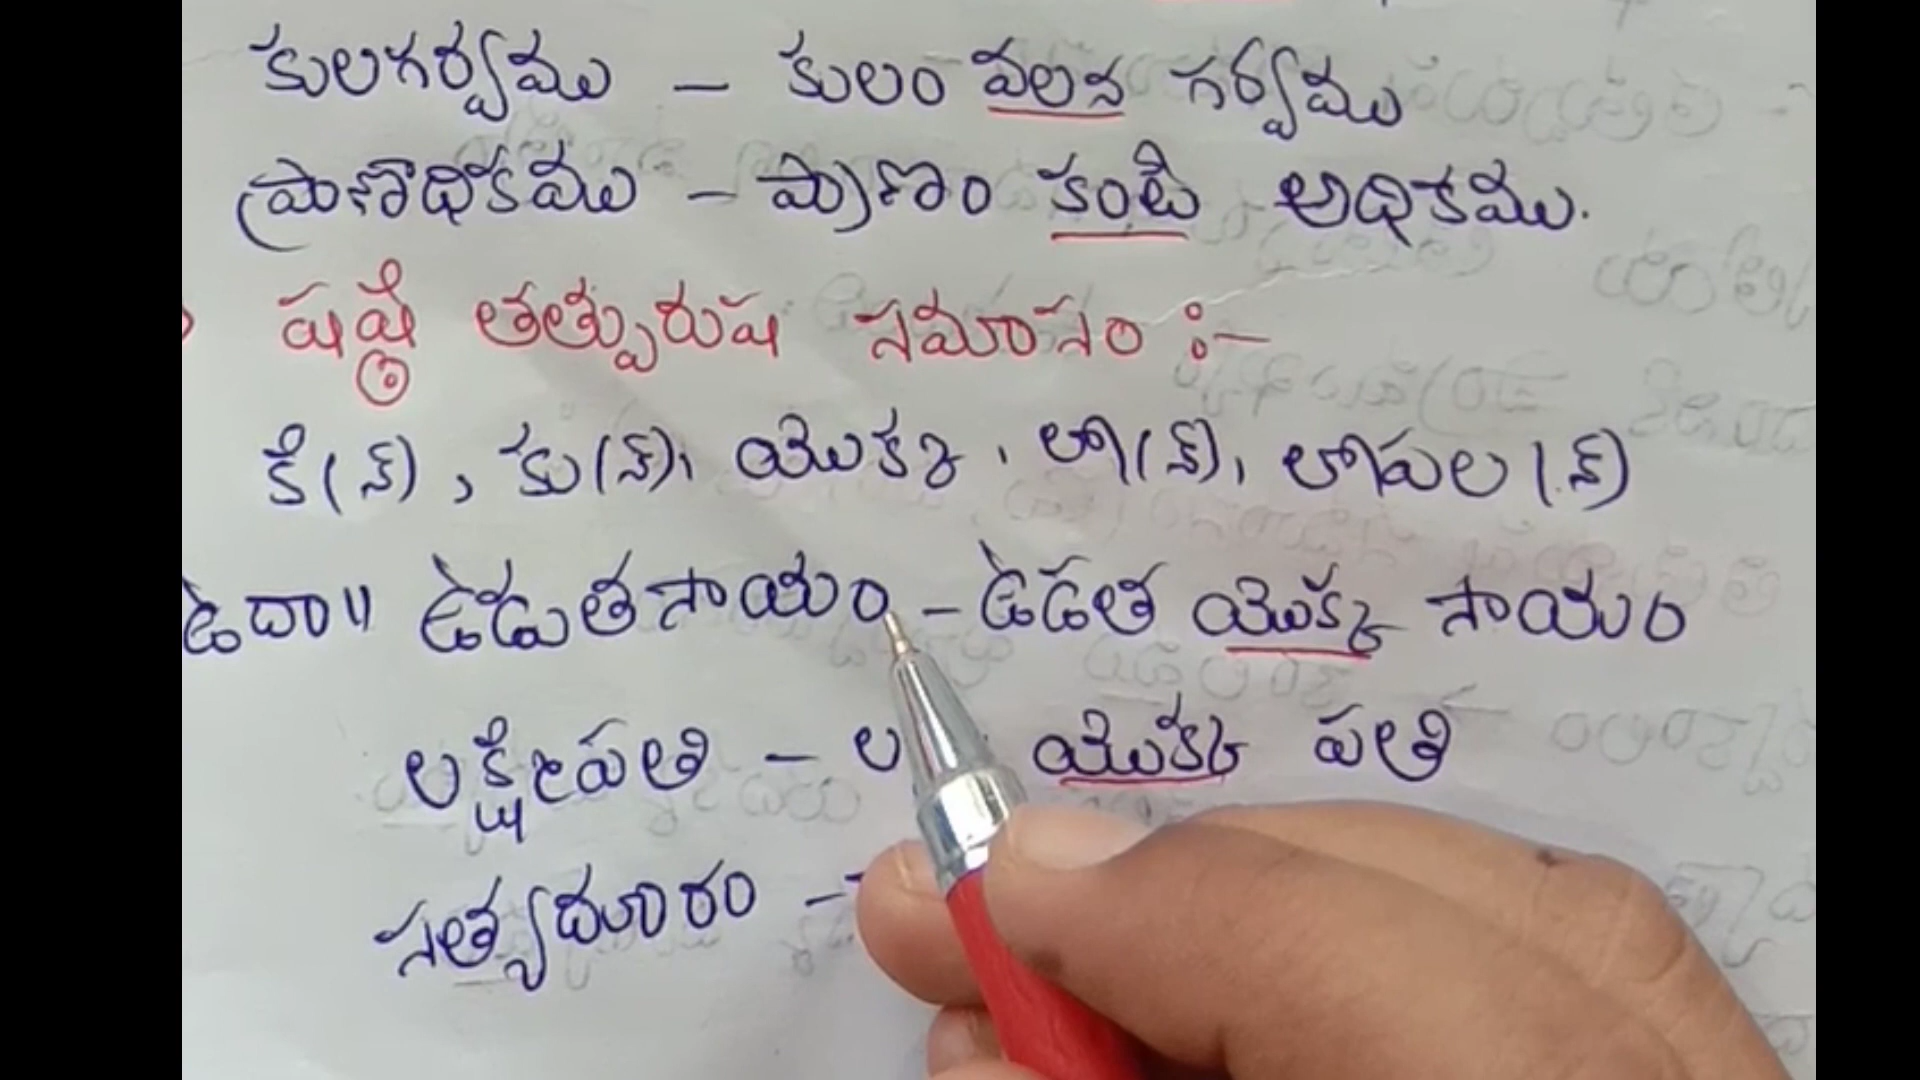 కులగర్వము – కులం వలన గర్వము
ప్రాణాధికము – ప్రాణం కంటే అధికము.
షష్ఠీ తత్పురుష సమాసం :-
కి(న్), కు(న్), యొక్క, లో(న్), లోపల(న్)
ఉదా॥ ఉడుతసాయం – ఉడత యొక్క సాయం
లక్ష్మీపతి – ల యొక్క పతి
సత్యదూరం –